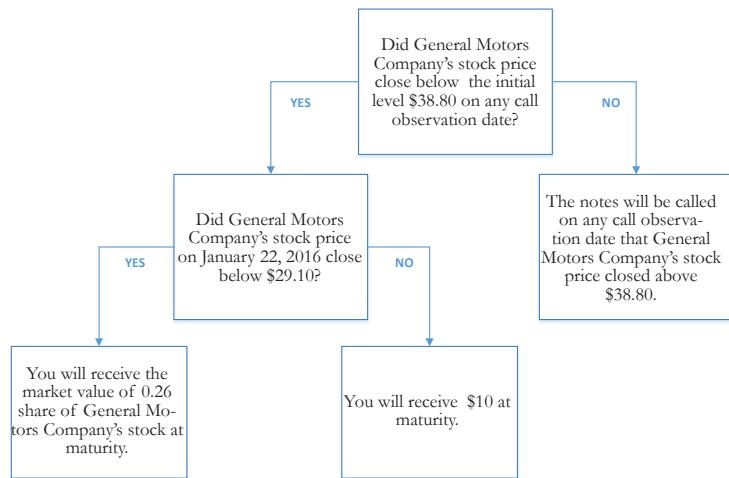 Did General Motors
Company's stock price
close below the initial
level $38.80 on any call
observation date?
YES
NO
Did General Motors
Company's stock price
on January 22, 2016 close
below $29.10?
The notes will be called
on any call observa-
tion date that General
Motors Company's stock
price closed above
$38.80.
YES
NO
You will receive the
market value of 0.26
share of General Mo-
tors Company's stock at
maturity.
You will receive $10 at
maturity.